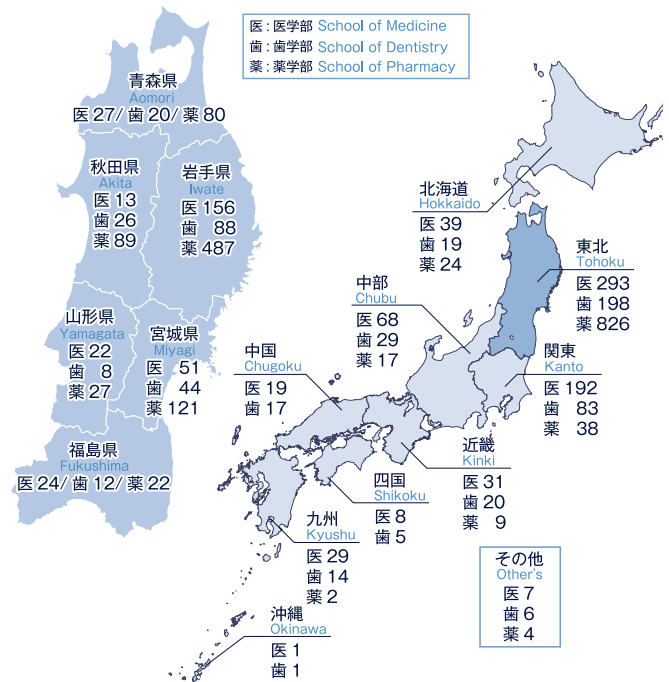 医 : 医学部 School of Medicine
歯 : 歯学部 School of Dentistry
薬 : 薬学部 School of Pharmacy
青森県
Aomori
医 27/ 歯 20/ 薬 80
秋田県
Akita
医 13
歯 26
薬 89
岩手県
Iwate
医 156
歯 88
薬 487
山形県
Yamagata
医 22
歯 8
薬 27
宮城県
Miyagi
医 51
歯 44
薬 121
福島県
Fukushima
医 24/ 歯 12/ 薬 22
北海道
Hokkaido
医 39
歯 19
薬 24
東北
Tohoku
医 293
歯 198
薬 826
中部
Chubu
医 68
歯 29
薬 17
関東
Kanto
医 192
歯 83
薬 38
中国
Chugoku
医 19
歯 17
近畿
Kinki
医 31
歯 20
薬 9
四国
Shikoku
医 8
歯 5
九州
Kyushu
医 29
歯 14
薬 2
沖縄
Okinawa
医 1
歯 1
その他
Other's
医 7
歯 6
薬 4